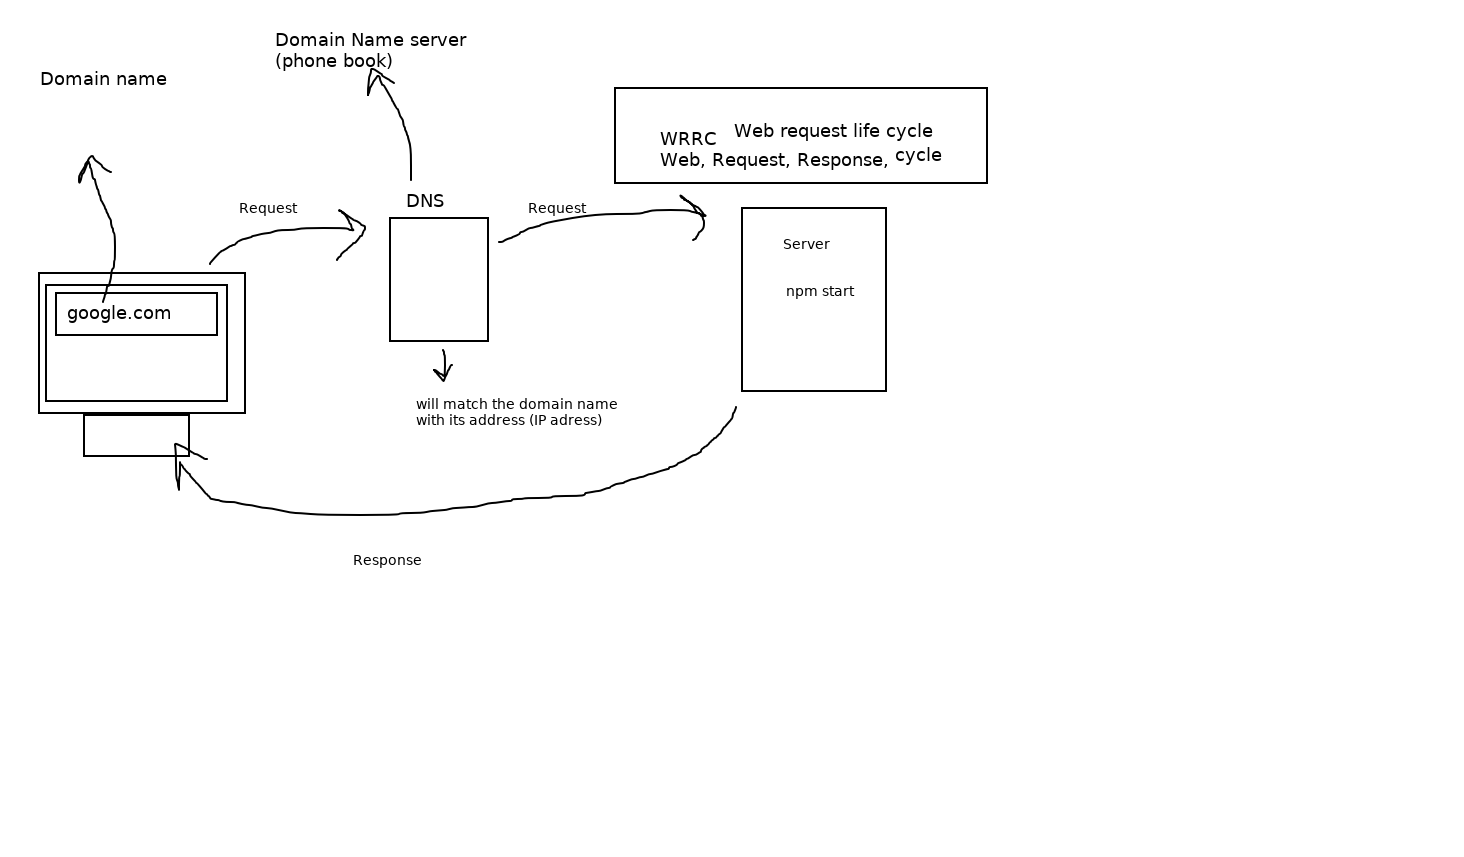 Domain Name server
(phone book)
Domain name
WRRC
Web request life cycle
Web, Request, Response,
cycle
DNS
Request
Request
Server
npm start
google.com
will match the domain name
with its address (IP adress)
Response